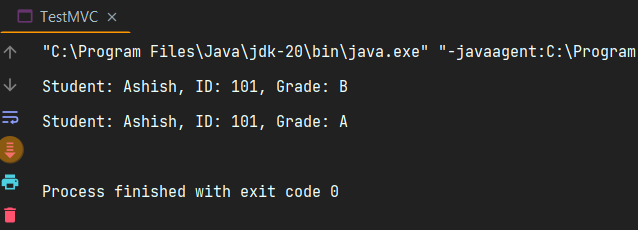 TestMVC
"C:\Program Files\Java\jdk-20\bin\java.exe" "-javaagent:C:\Program
Student: Ashish, ID: 101, Grade: B
Student: Ashish, ID: 101, Grade: A
Process finished with exit code 0